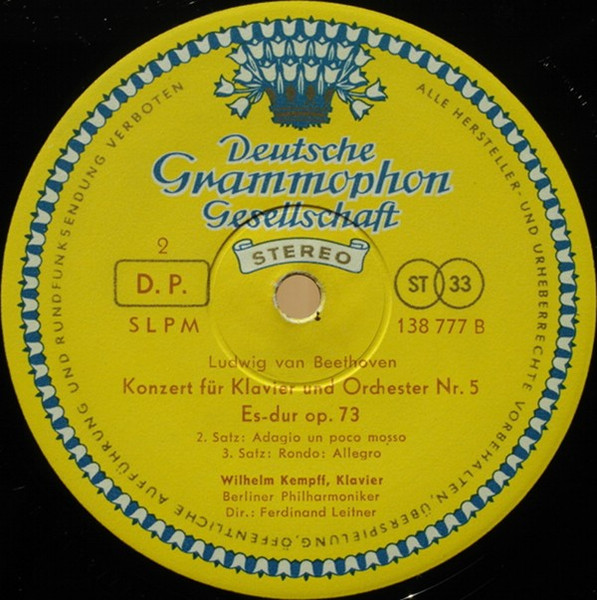 Deutsche
Grammophon
Gesellschaft
STEREO
2
D. P.
SLPM
ST 33
138 777 B
Ludwig van Beethoven
Konzert für Klavier und Orchester Nr. 5
Es-dur op. 73
2. Satz: Adagio un poco mosso
3. Satz: Rondo: Allegro
Wilhelm Kempff, Klavier
Berliner Philharmoniker
Dir.: Ferdinand Leitner
ALLE HERSTELLER- UND URHEBERRECHTE VORBEHALTEN, ÜBERSPIELUNG, ÖFFENTLICHE AUFFÜHRUNG UND RUNDFUNKSENDUNG VERBOTEN